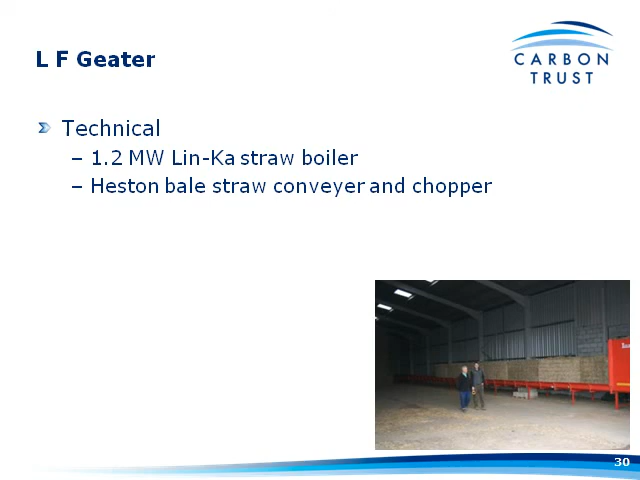 L F Geater
CARBON
TRUST
Technical
– 1.2 MW Lin-Ka straw boiler
– Heston bale straw conveyer and chopper
30